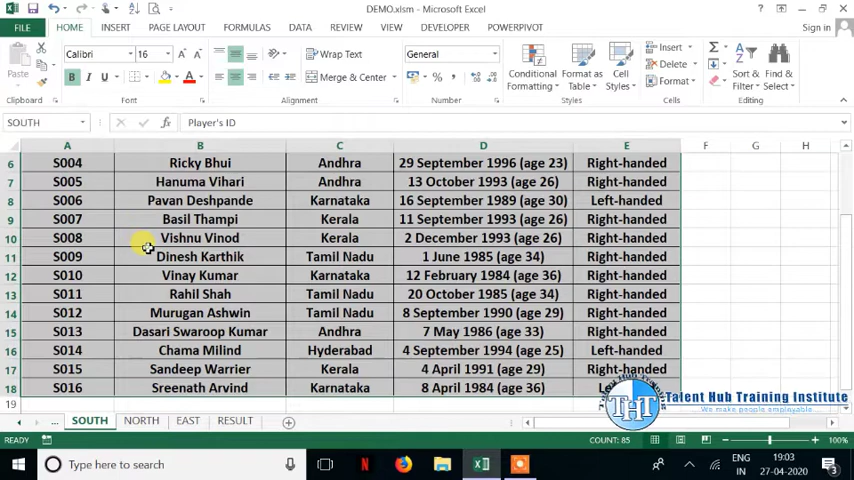 DEMO.xlsm - Microsoft Excel
FILE HOME INSERT PAGE LAYOUT FORMULAS DATA REVIEW VIEW DEVELOPER POWERPIVOT Sign in
Paste
Calibri 16
B I U
Wrap Text
Merge & Center
General
Conditional Formatting
Format as Table
Cell Styles
Insert
Delete
Format
Sort & Filter
Find & Select
Clipboard Font Alignment Number Styles Cells Editing
SOUTH fx Player's ID
A B C D E F G H
6 S004 Ricky Bhui Andhra 29 September 1996 (age 23) Right-handed
7 S005 Hanuma Vihari Andhra 13 October 1993 (age 26) Right-handed
8 S006 Pavan Deshpande Karnataka 16 September 1989 (age 30) Left-handed
9 S007 Basil Thampi Kerala 11 September 1993 (age 26) Right-handed
10 S008 Vishnu Vinod Kerala 2 December 1993 (age 26) Right-handed
11 S009 Dinesh Karthik Tamil Nadu 1 June 1985 (age 34) Right-handed
12 S010 Vinay Kumar Karnataka 12 February 1984 (age 36) Right-handed
13 S011 Rahil Shah Tamil Nadu 20 October 1985 (age 34) Right-handed
14 S012 Murugan Ashwin Tamil Nadu 8 September 1990 (age 29) Right-handed
15 S013 Dasari Swaroop Kumar Andhra 7 May 1986 (age 33) Right-handed
16 S014 Chama Milind Hyderabad 4 September 1994 (age 25) Left-handed
17 S015 Sandeep Warrier Kerala 4 April 1991 (age 29) Right-handed
18 S016 Sreenath Arvind Karnataka 8 April 1984 (age 36)
19
THT
Talent Hub Training Institute
We make people employable
... SOUTH NORTH EAST RESULT
READY COUNT: 85 100%
Type here to search
ENG
IN
19:03
27-04-2020
3